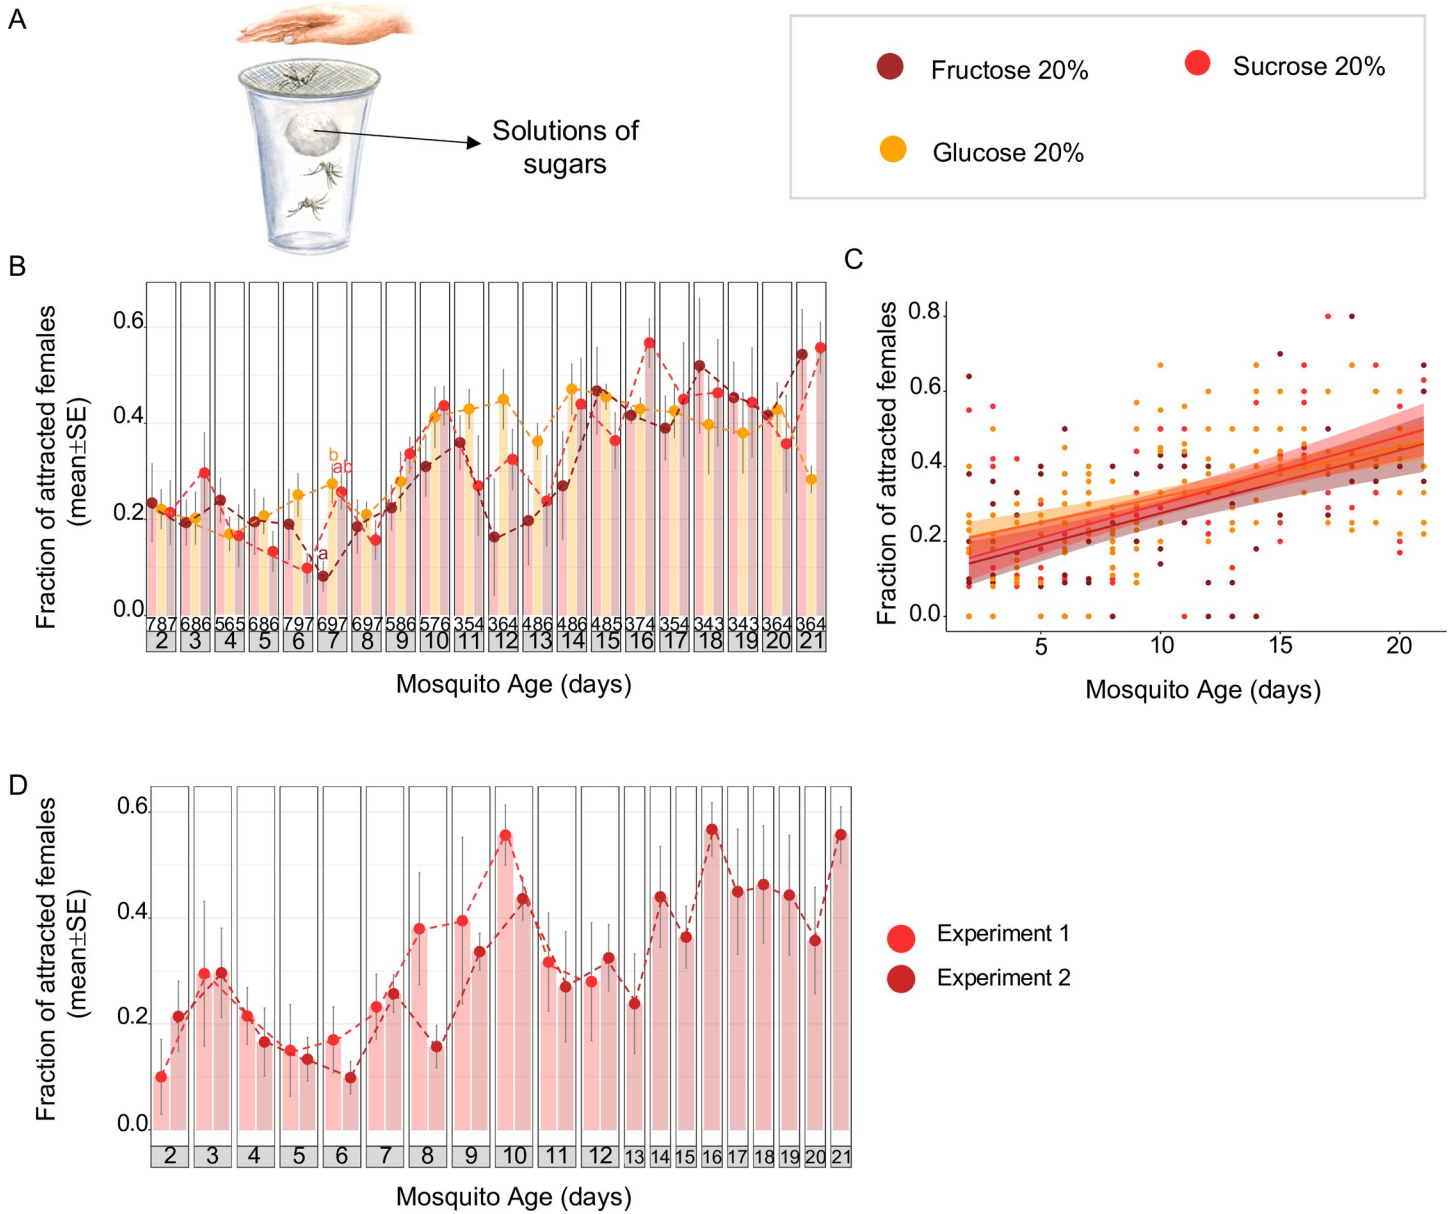 A
Solutions of
sugars
Fructose 20%
Sucrose 20%
Glucose 20%
B
Fraction of attracted females
(mean±SE)
0.6
0.4
0.2
0.0
b
ab
a
787 686 565 686 797 697 697 586 576 354 364 486 486 485 374 354 343 343 364 364
2 3 4 5 6 7 8 9 10 11 12 13 14 15 16 17 18 19 20 21
Mosquito Age (days)
C
Fraction of attracted females
0.8
0.6
0.4
0.2
0.0
5 10 15 20
Mosquito Age (days)
D
Fraction of attracted females
(mean±SE)
0.6
0.4
0.2
0.0
2 3 4 5 6 7 8 9 10 11 12 13 14 15 16 17 18 19 20 21
Mosquito Age (days)
Experiment 1
Experiment 2